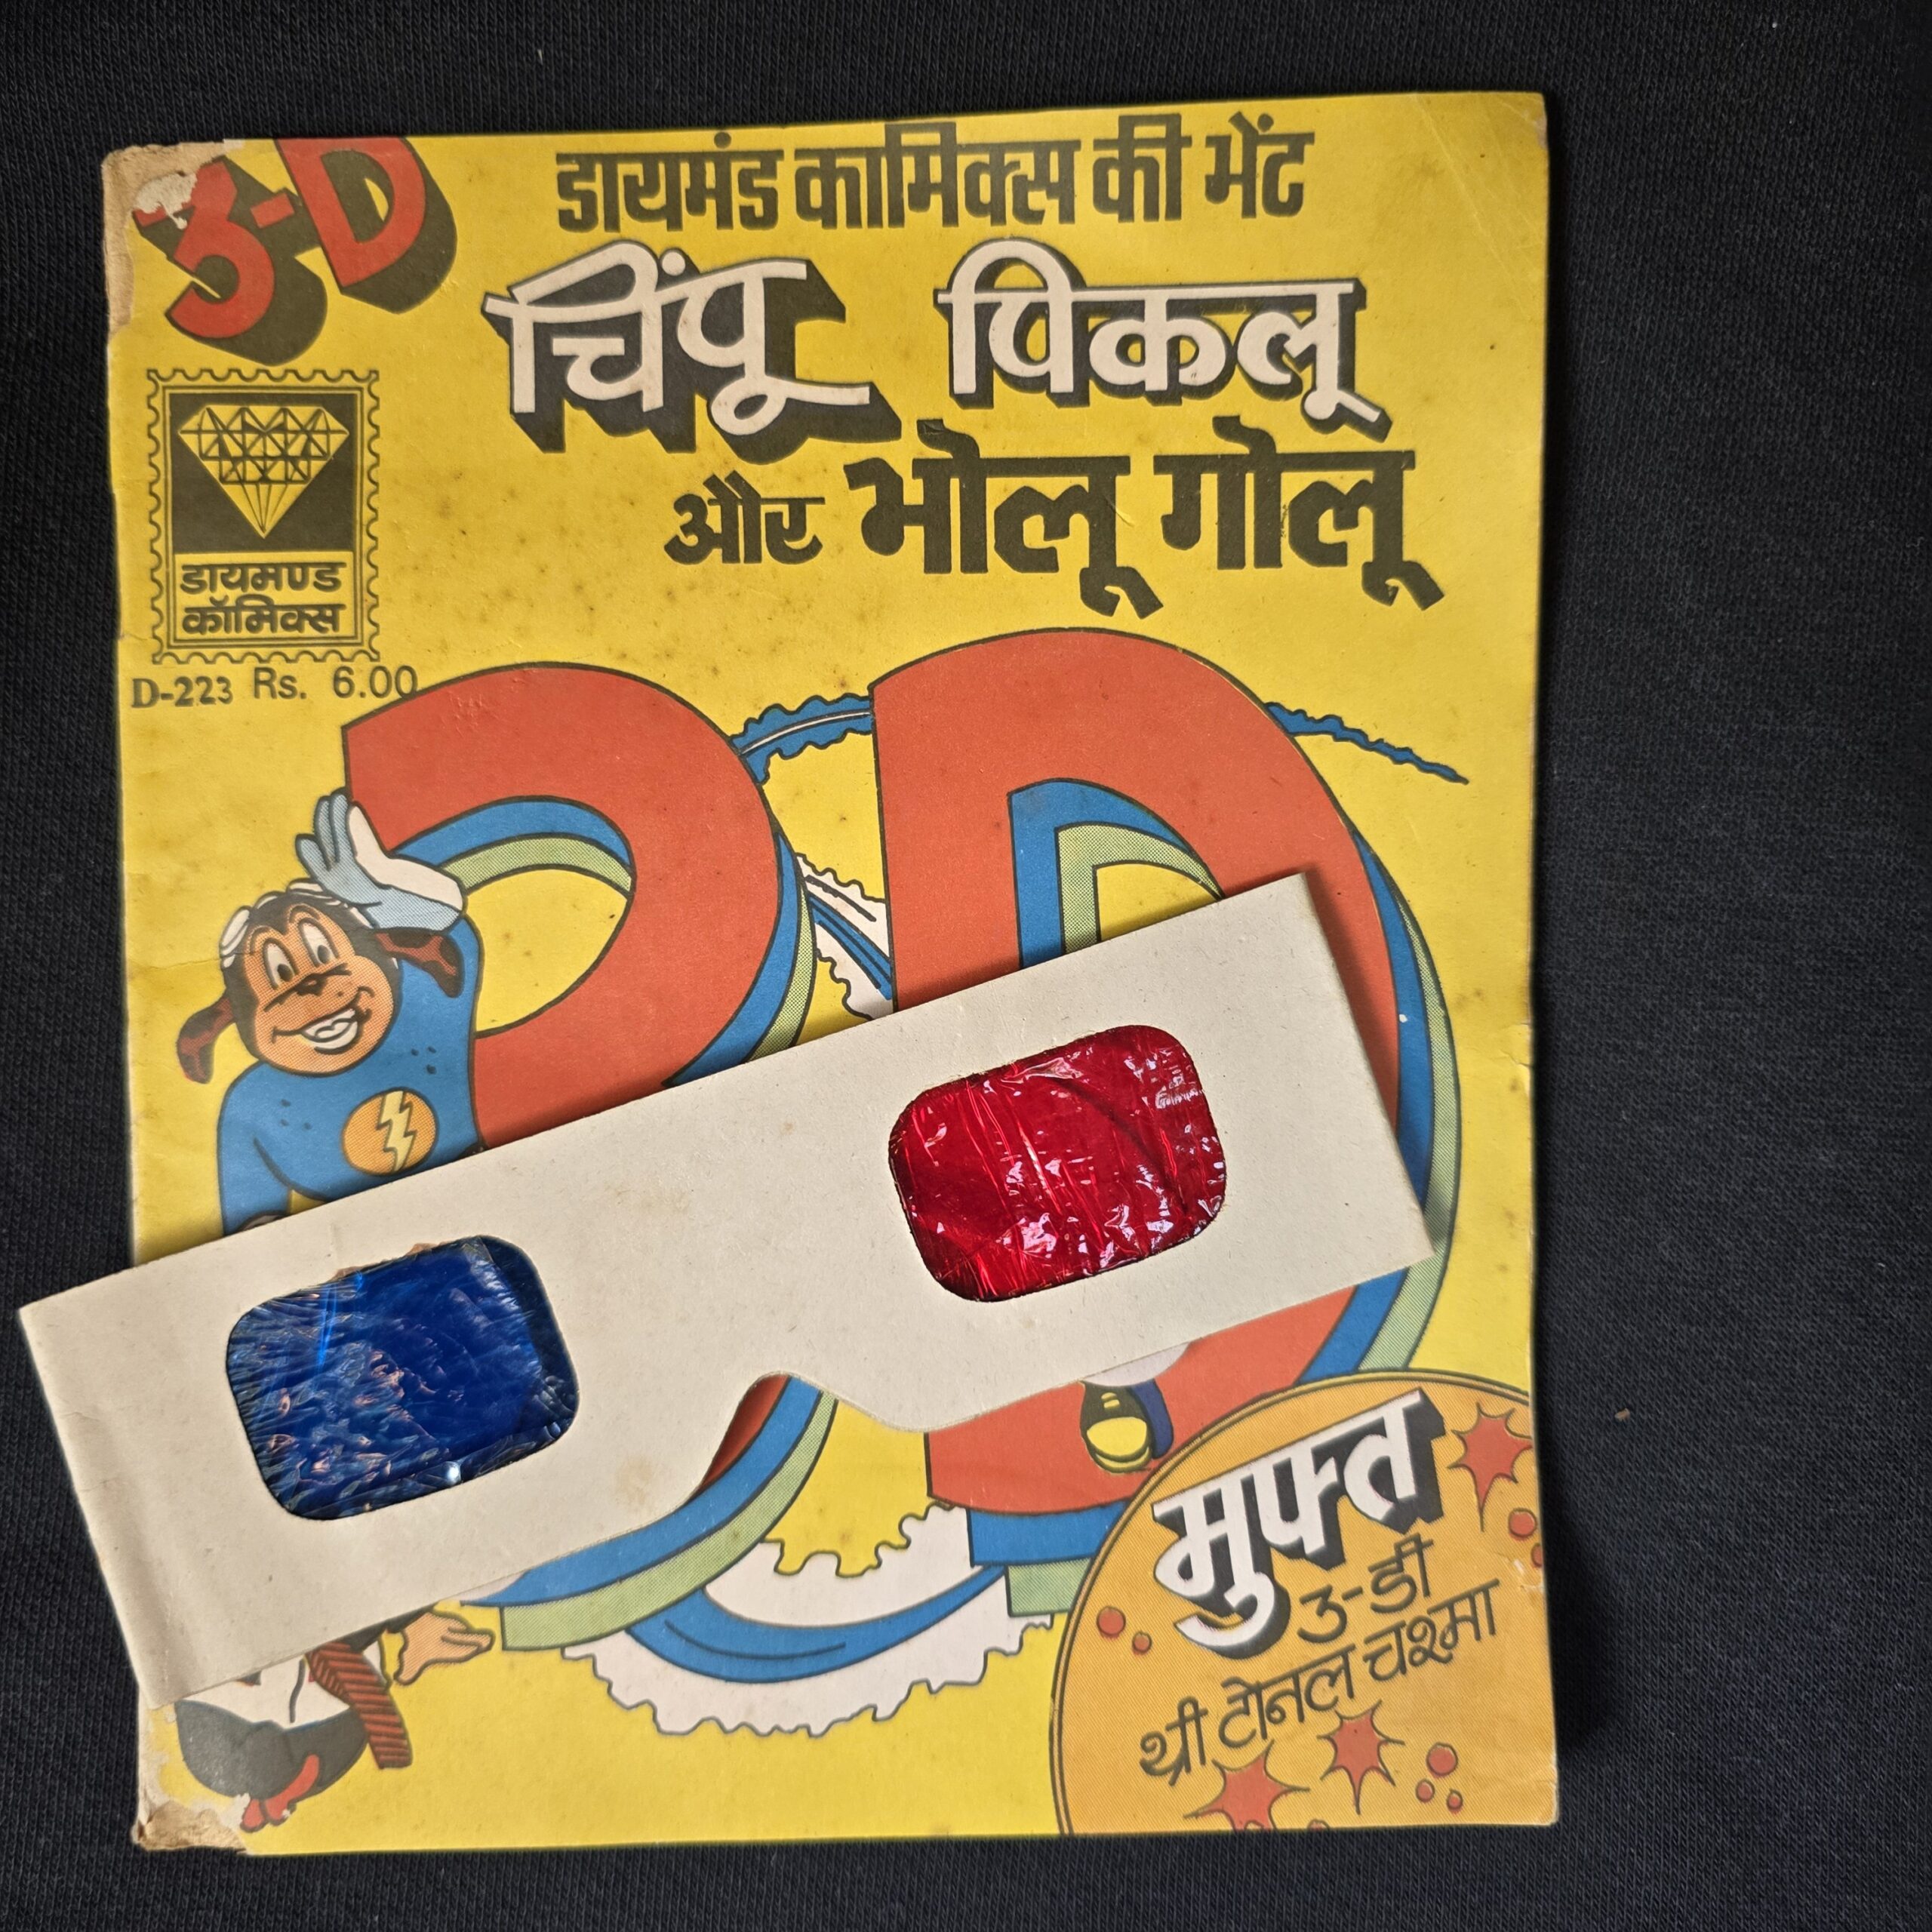 3-D
डायमंड कामिक्स की भेंट
चिंपू पिकलू
और भोलू गोलू
डायमण्ड
कॉमिक्स
D-223 Rs. 6.00
3D
मुफ्त
3-डी
थ्री टोनल चश्मा